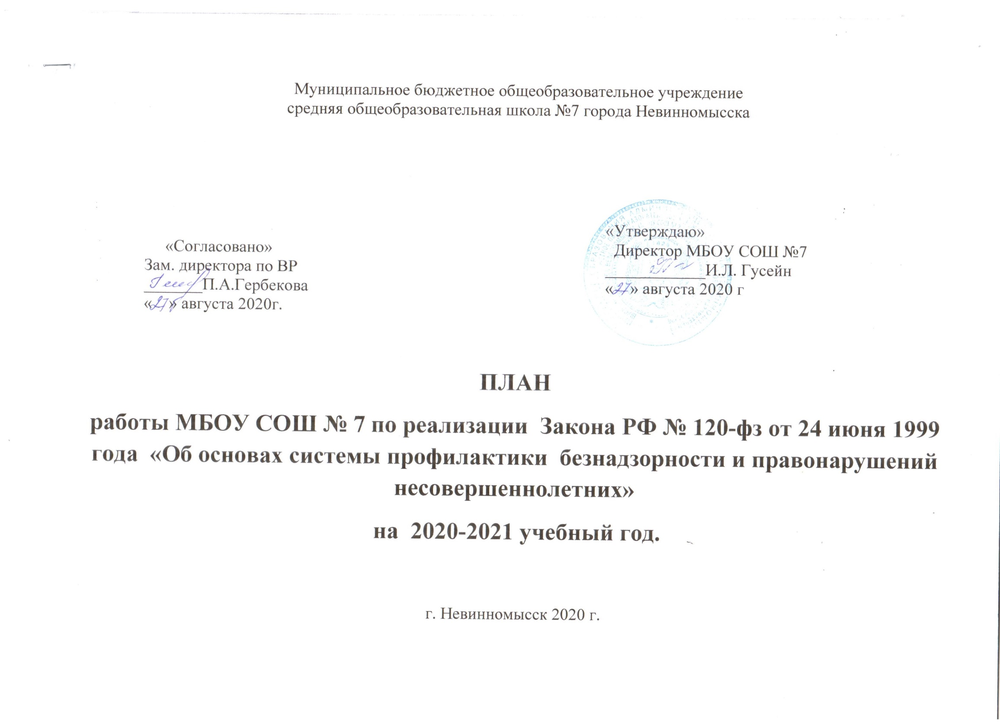 Муниципальное бюджетное общеобразовательное учреждение
средняя общеобразовательная школа №7 города Невинномысска
«Согласовано»
Зам. директора по ВР
________П.А.Гербекова
«27» августа 2020г.
«Утверждаю»
Директор МБОУ СОШ №7
____________И.Л. Гусейн
«27» августа 2020 г
ПЛАН
работы МБОУ СОШ № 7 по реализации Закона РФ № 120-фз от 24 июня 1999
года «Об основах системы профилактики безнадзорности и правонарушений
несовершеннолетних»
на 2020-2021 учебный год.
г. Невинномысск 2020 г.